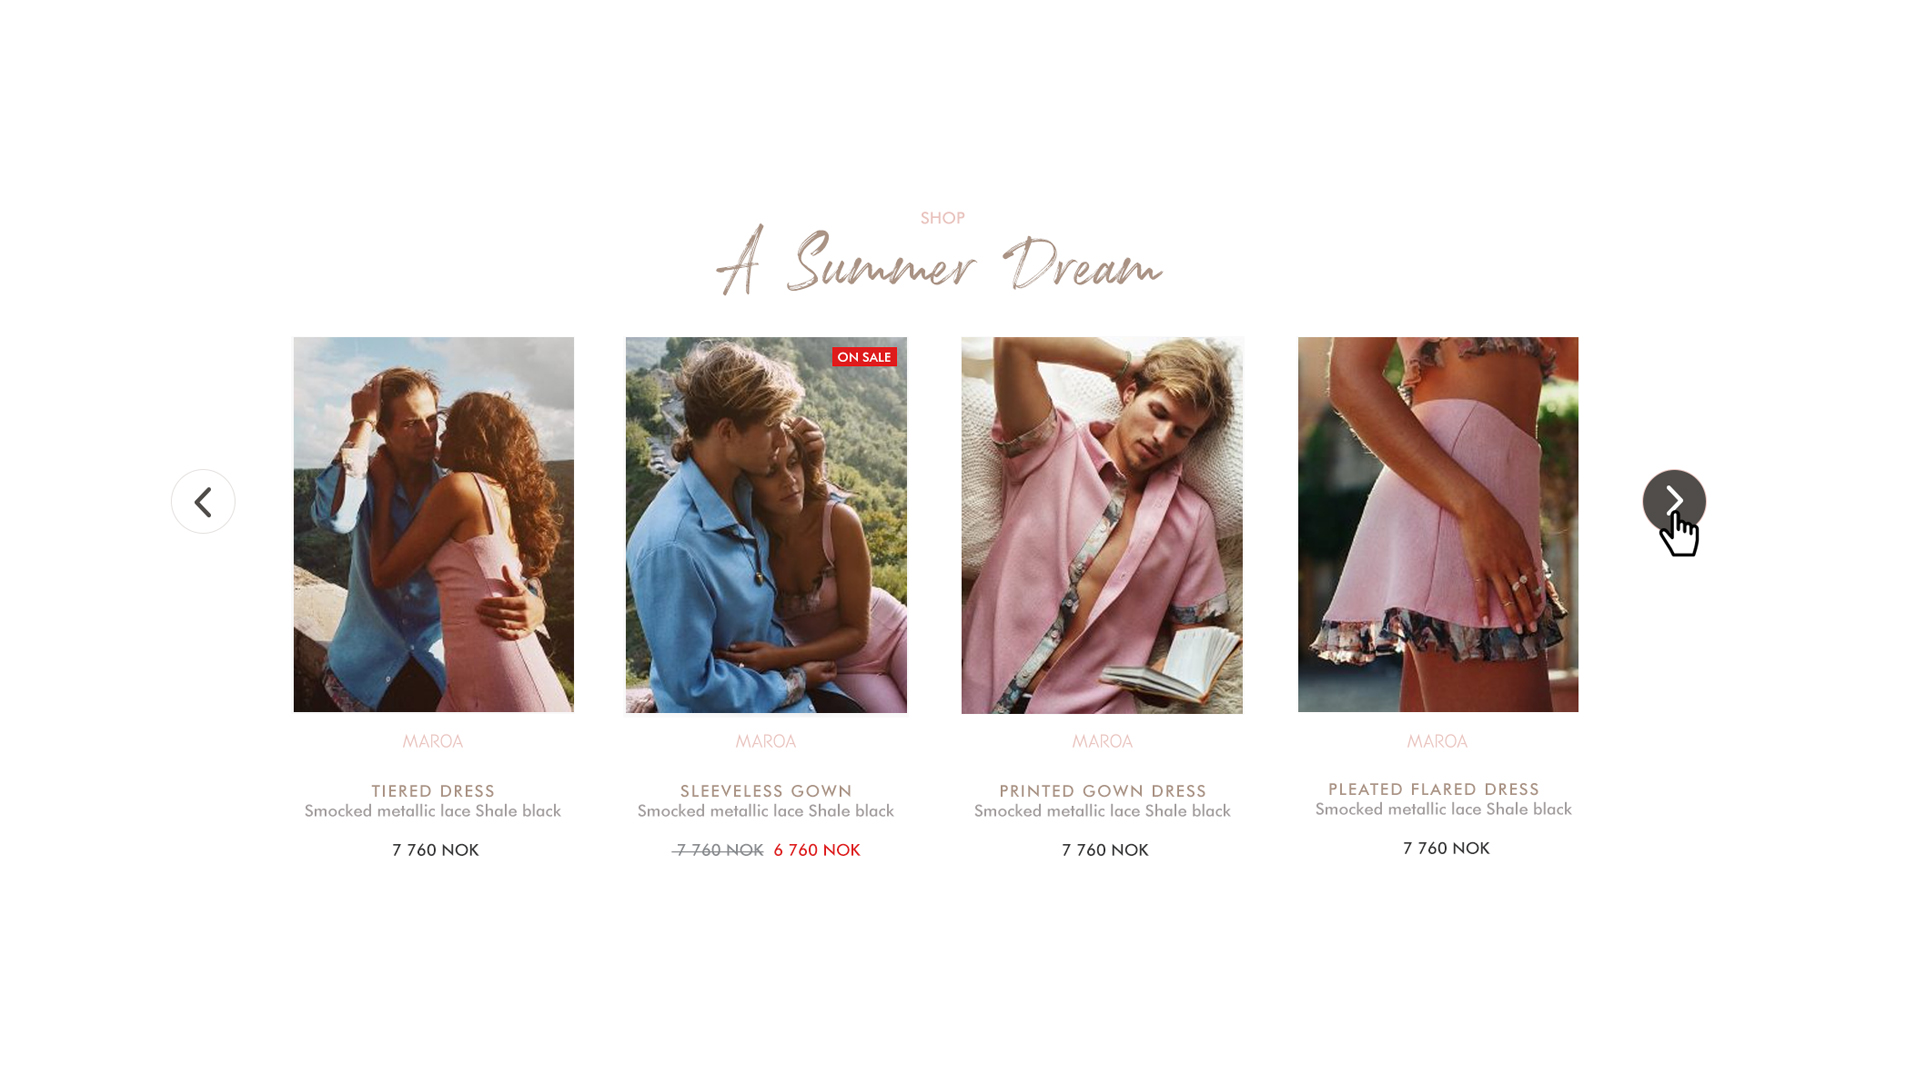 SHOP
A Summer Dream
ON SALE
MAROA
TIERED DRESS
Smocked metallic lace Shale black
7 760 NOK
MAROA
SLEEVELESS GOWN
Smocked metallic lace Shale black
7 760 NOK 6 760 NOK
MAROA
PRINTED GOWN DRESS
Smocked metallic lace Shale black
7 760 NOK
MAROA
PLEATED FLARED DRESS
Smocked metallic lace Shale black
7 760 NOK